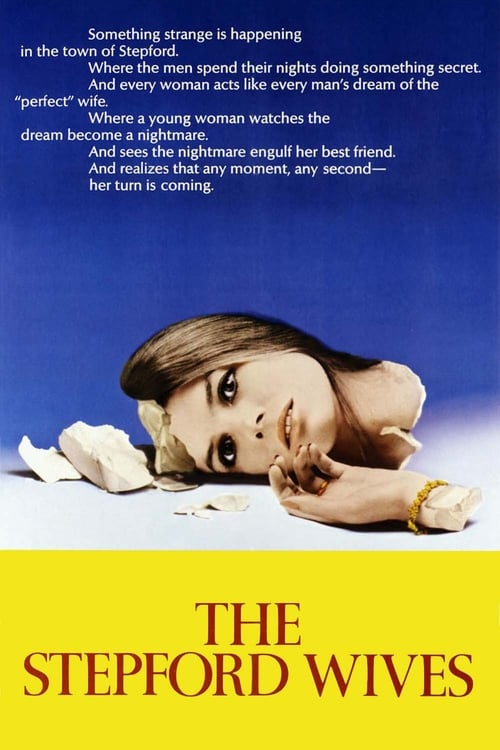 Something strange is happening
in the town of Stepford.
Where the men spend their nights doing something secret.
And every woman acts like every man's dream of the
"perfect" wife.
Where a young woman watches the
dream become a nightmare.
And sees the nightmare engulf her best friend.
And realizes that any moment, any second—
her turn is coming.
THE
STEPFORD WIVES